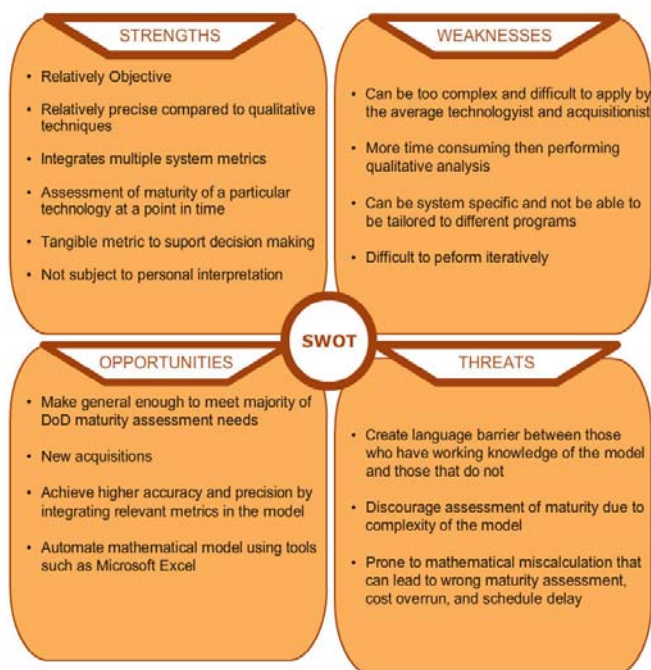 STRENGTHS
• Relatively Objective
• Relatively precise compared to qualitative
techniques
• Integrates multiple system metrics
• Assessment of maturity of a particular
technology at a point in time
• Tangible metric to suport decision making
• Not subject to personal interpretation
WEAKNESSES
• Can be too complex and difficult to apply by
the average technologyist and acquisitionist
• More time consuming then performing
qualitative analysis
• Can be system specific and not be able to
be tailored to different programs
• Difficult to peform iteratively
SWOT
OPPORTUNITIES
• Make general enough to meet majority of
DoD maturity assessment needs
• New acquisitions
• Achieve higher accuracy and precision by
integrating relevant metrics in the model
• Automate mathematical model using tools
such as Microsoft Excel
THREATS
• Create language barrier between those
who have working knowledge of the model
and those that do not
• Discourage assessment of maturity due to
complexity of the model
• Prone to mathematical miscalculation that
can lead to wrong maturity assessment,
cost overrun, and schedule delay